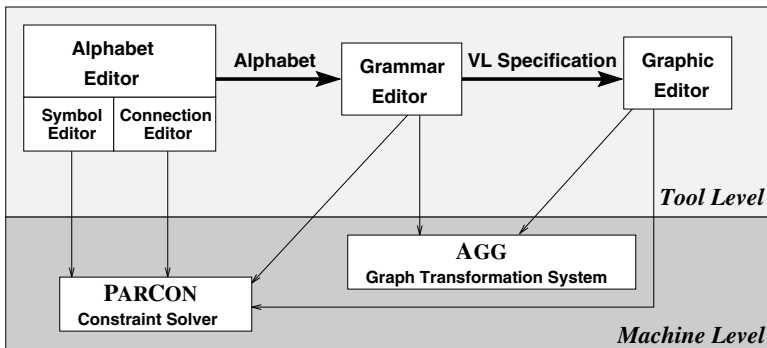 Alphabet
Editor
Symbol
Editor
Connection
Editor
Alphabet
Grammar
Editor
VL Specification
Graphic
Editor
Tool Level
AGG
Graph Transformation System
PARCON
Constraint Solver
Machine Level